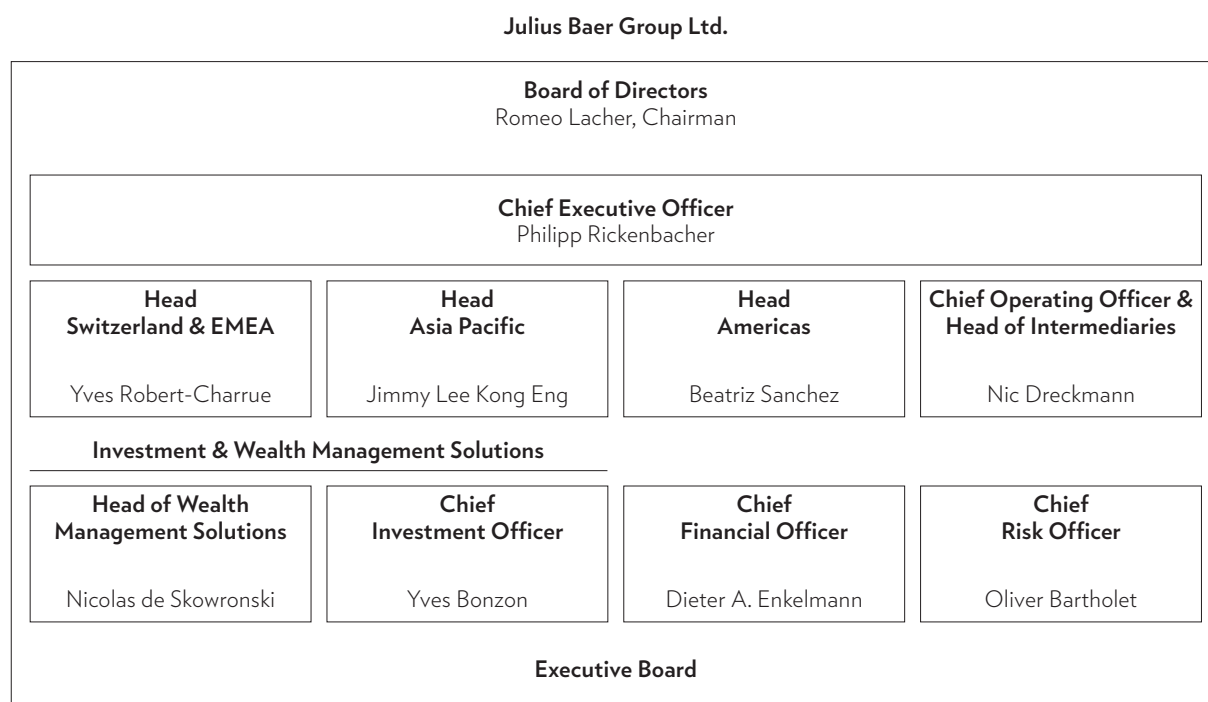 Julius Baer Group Ltd.
Board of Directors
Romeo Lacher, Chairman
Chief Executive Officer
Philipp Rickenbacher
Head
Switzerland & EMEA
Yves Robert-Charrue
Head
Asia Pacific
Jimmy Lee Kong Eng
Head
Americas
Beatriz Sanchez
Chief Operating Officer &
Head of Intermediaries
Nic Dreckmann
Investment & Wealth Management Solutions
Head of Wealth
Management Solutions
Nicolas de Skowronski
Chief
Investment Officer
Yves Bonzon
Chief
Financial Officer
Dieter A. Enkelmann
Chief
Risk Officer
Oliver Bartholet
Executive Board